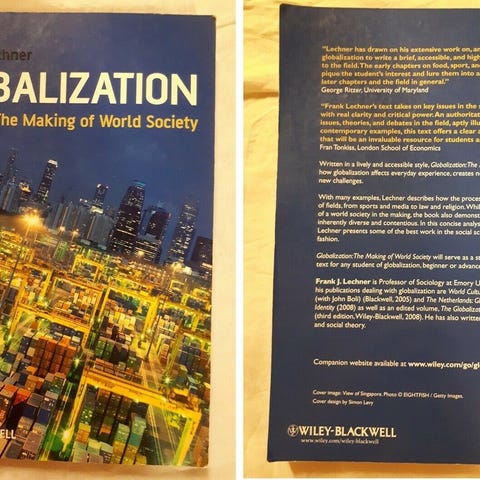 chner
BALIZATION
The Making of World Society
WELL
"Lechner has drawn on his extensive work on, an
globalization to write a brief, accessible, and high
to the field. The early chapters on food, sport, and
pique the student's interest and lure them into a
later chapters and the field in general."
George Ritzer, University of Maryland
"Frank Lechner's text takes on key issues in the s
with real clarity and critical power. An authoritat
issues, theories, and debates in the field, aptly illu
contemporary examples, this text offers a clear a
that will be an invaluable resource for students a
Fran Tonkiss, London School of Economics
Written in a lively and accessible style, Globalization: The
how globalization affects everyday experience, creates n
new challenges.
With many examples, Lechner describes how the proces
of fields, from sports and media to law and religion. Whil
of a world society in the making, the book also demonst
inherently diverse and contentious. In this concise analys
Lechner presents some of the best work in the social sc
fashion.
Globalization: The Making of World Society will serve as a st
text for any student of globalization, beginner or advance
Frank J. Lechner is Professor of Sociology at Emory U
his publications dealing with globalization are World Cultu
(with John Boli) (Blackwell, 2005) and The Netherlands: Gl
Identity (2008) as well as an edited volume, The Globaliz
(third edition, Wiley-Blackwell, 2008). He has also written
and social theory.
Companion website available at www.wiley.com/go/gl
Cover image: View of Singapore. Photo © EIGHTFISH / Getty Images.
Cover design by Simon Levy
WILEY-BLACKWELL
www.wiley.com/wiley-blackwell